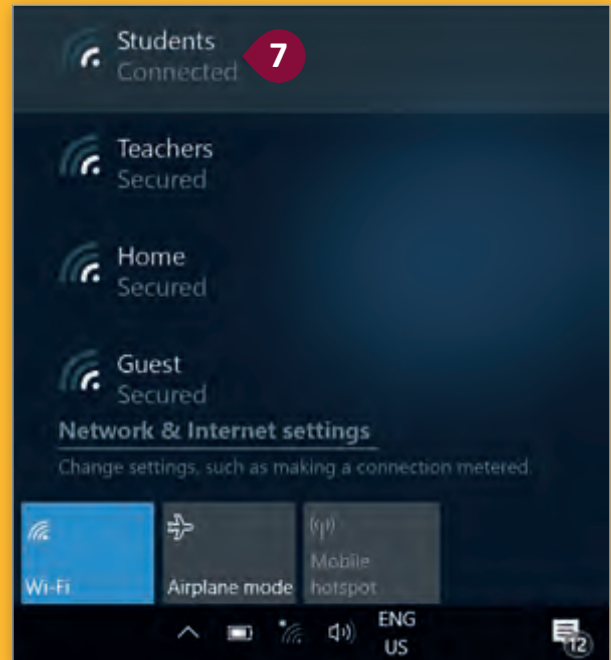 Students
Connected
7
Teachers
Secured
Home
Secured
Guest
Secured
Network & Internet settings
Change settings, such as making a connection metered.
Wi-Fi
Airplane mode
Mobile
hotspot
ENG
US
12